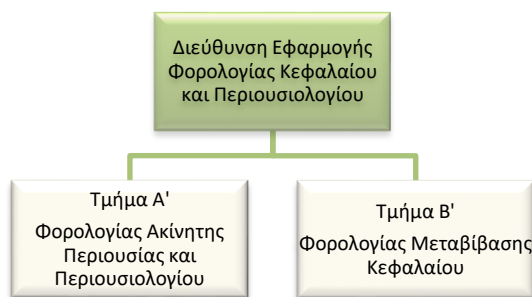 Διεύθυνση Εφαρμογής
Φορολογίας Κεφαλαίου
και Περιουσιολογίου
Τμήμα Α'
Φορολογίας Ακίνητης
Περιουσίας και
Περιουσιολογίου
Τμήμα Β'
Φορολογίας Μεταβίβασης
Κεφαλαίου